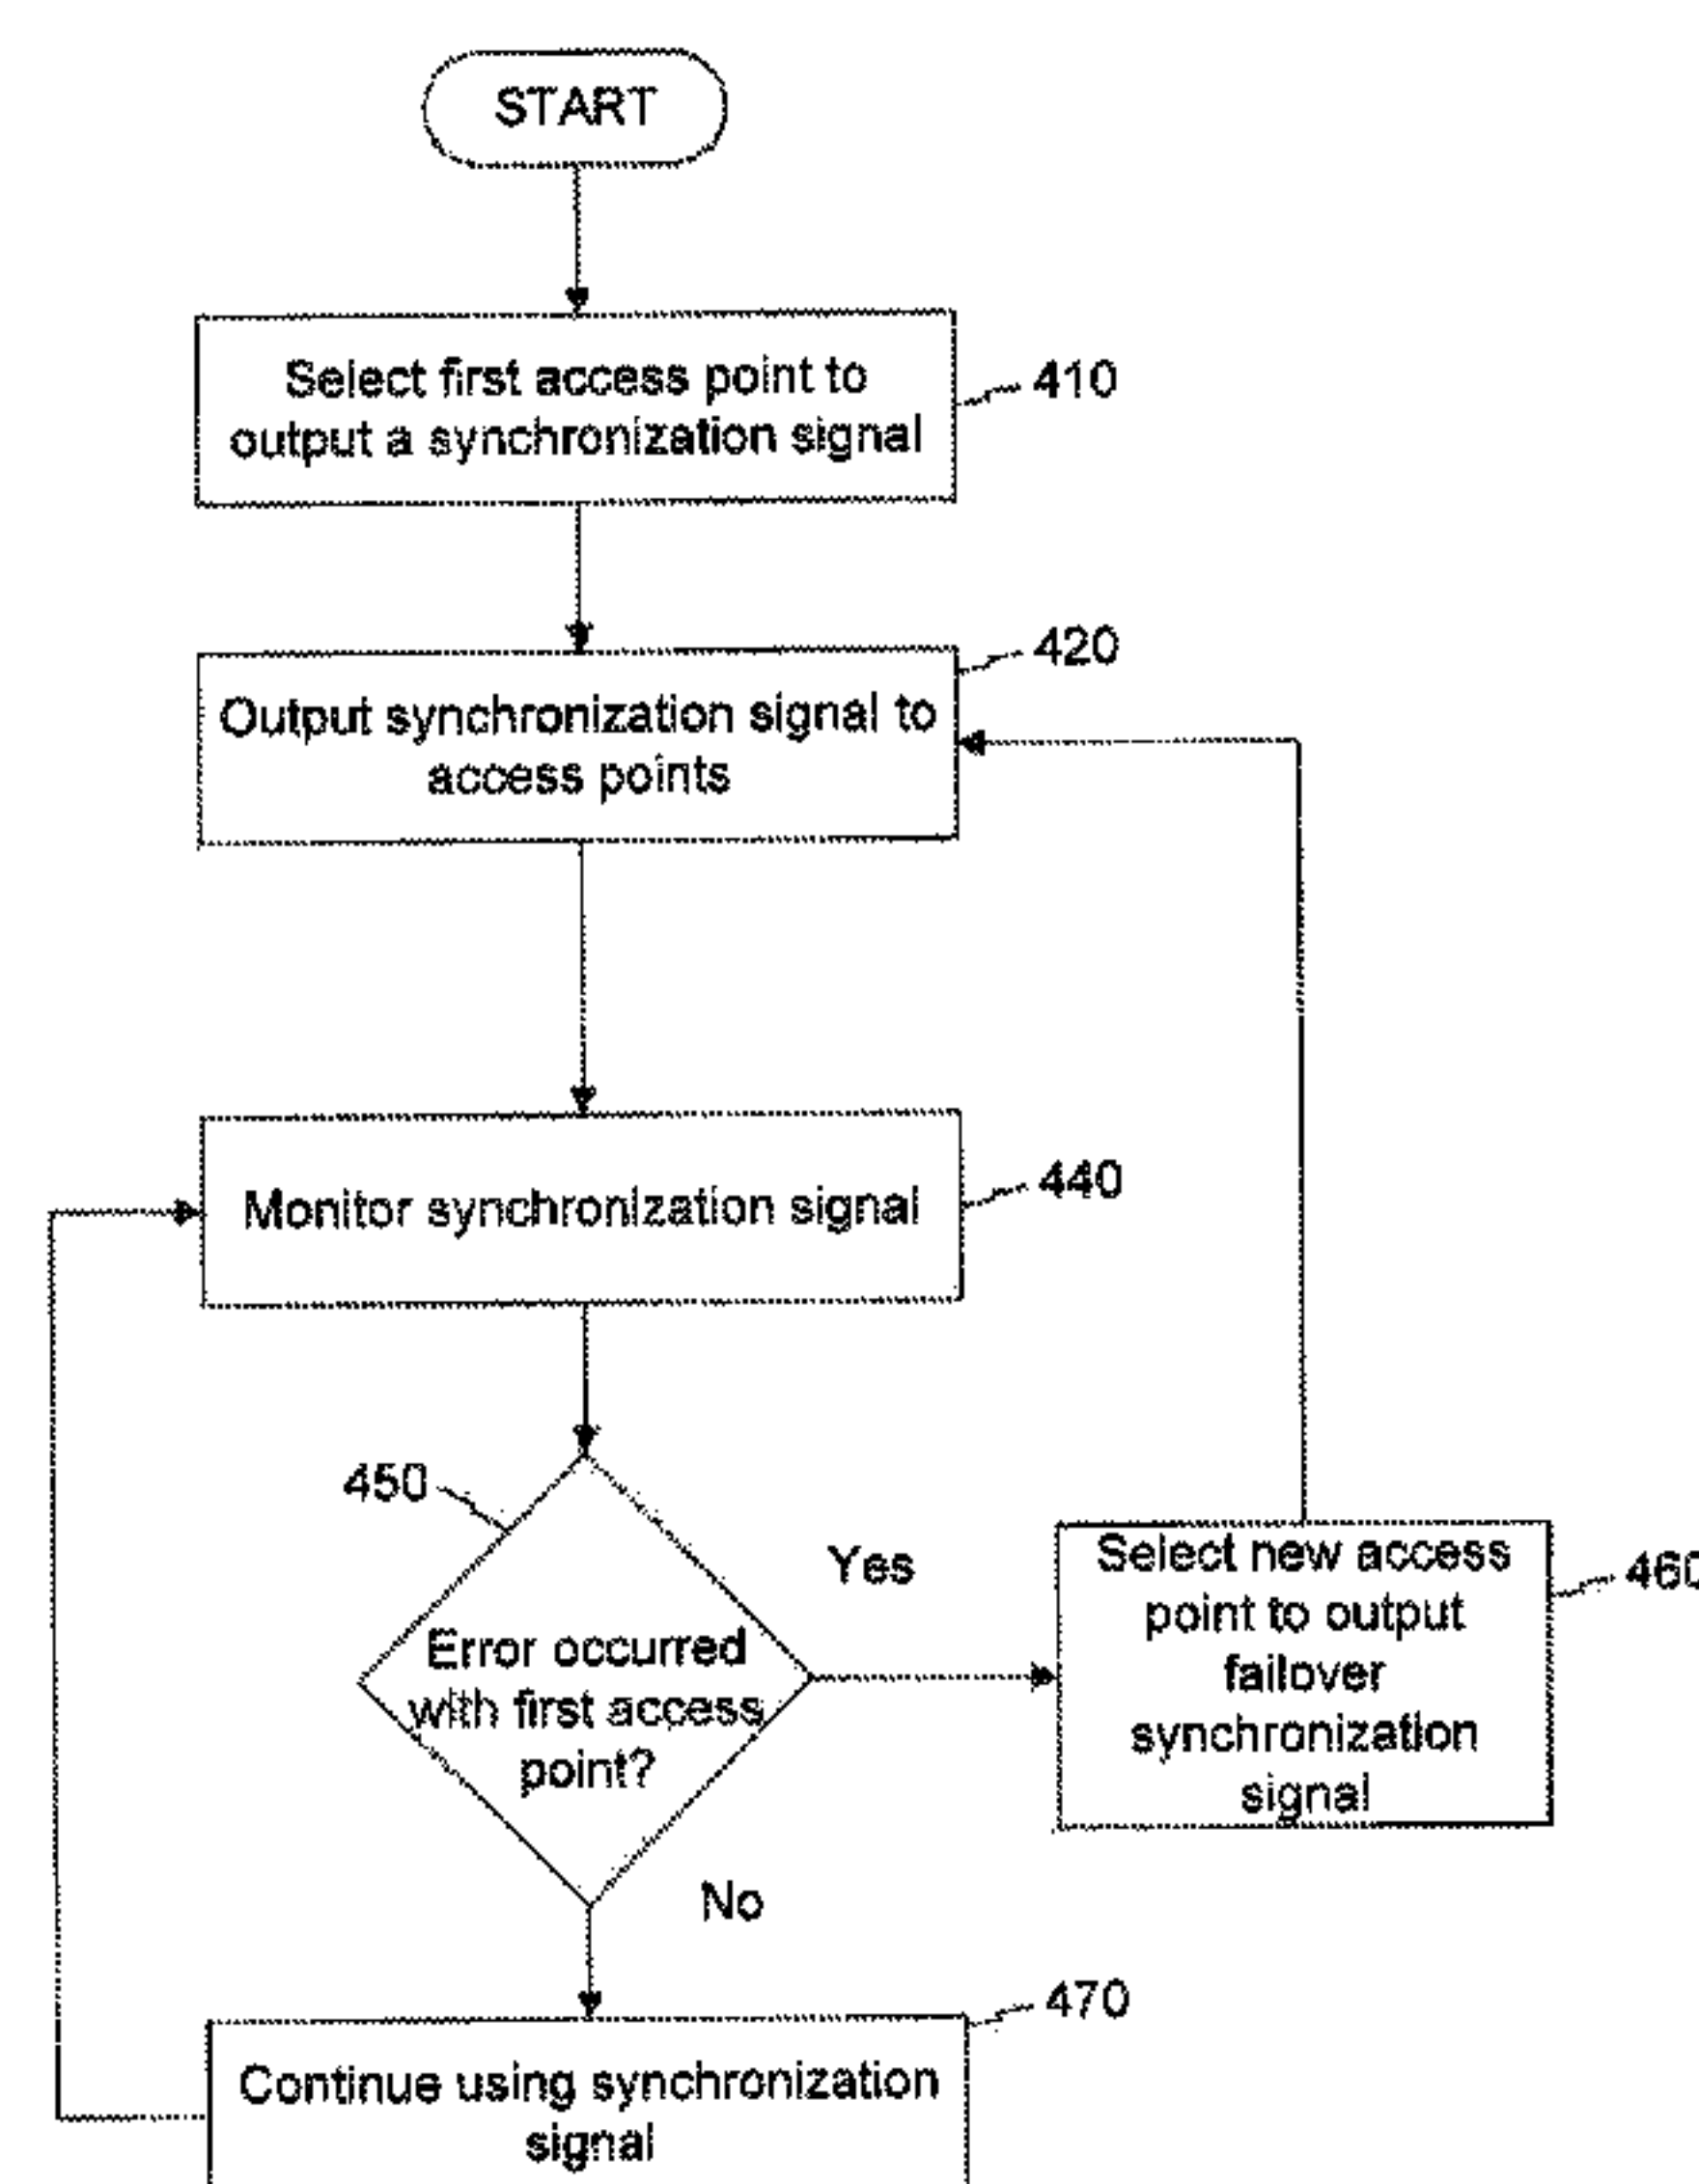 START
Select first access point to
output a synchronization signal
410
420
Output synchronization signal to
access points
440
Monitor synchronization signal
450
Yes
Error occurred
with first access
point?
Select new access
point to output
failover
synchronization
signal
460
No
470
Continue using synchronization
signal